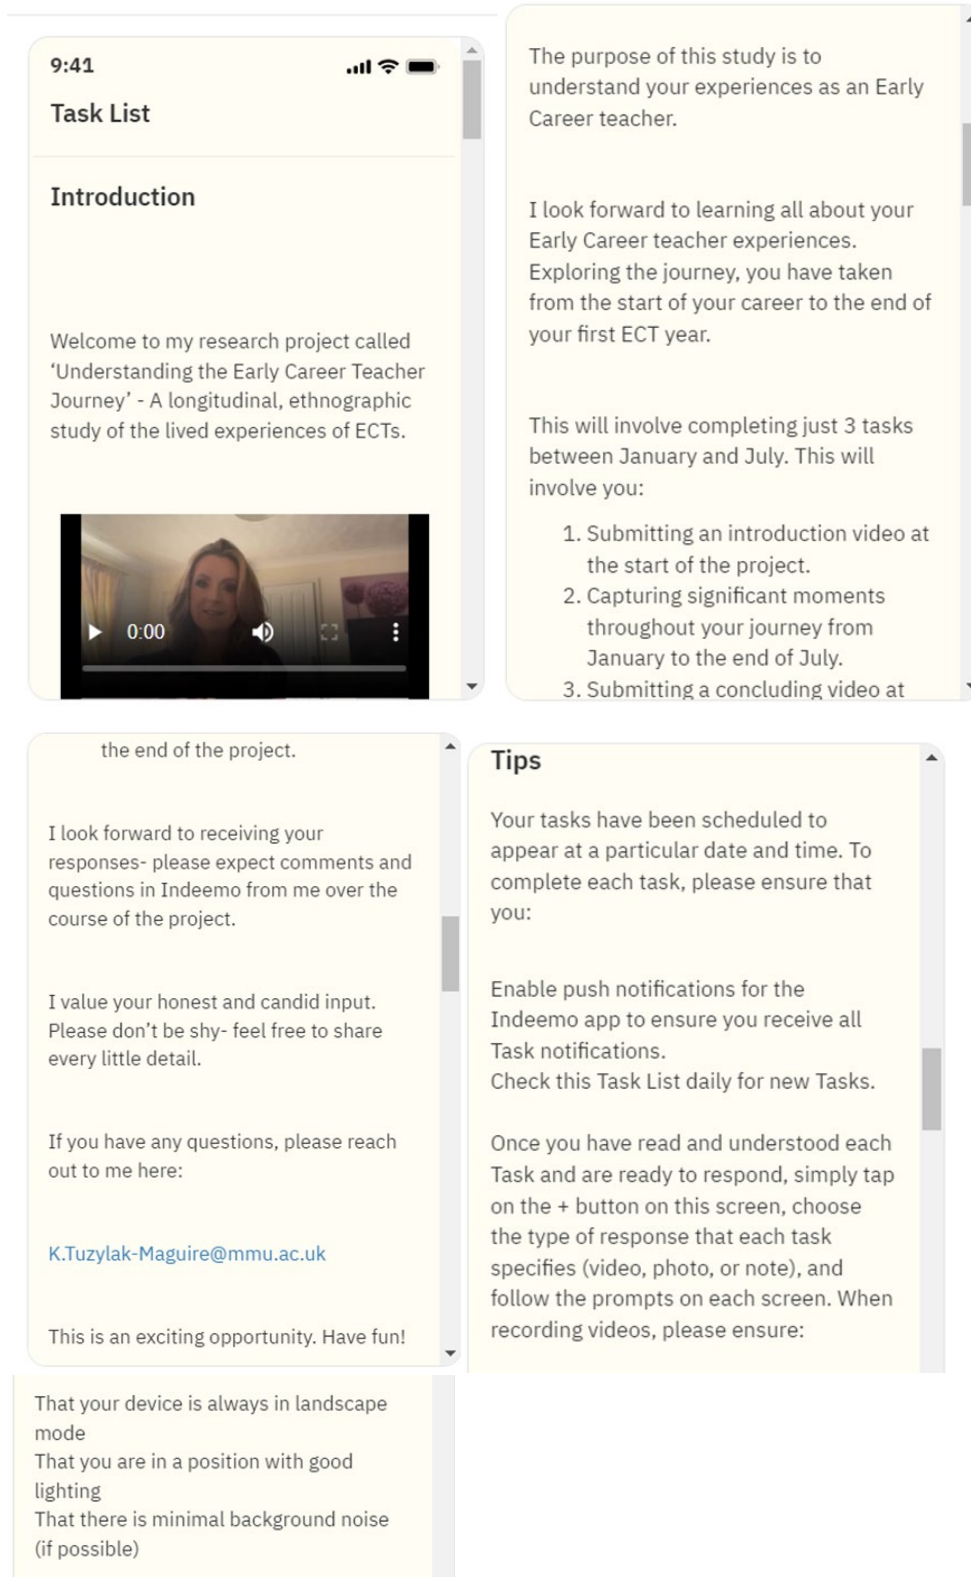 9:41
Task List
Introduction
Welcome to my research project called
‘Understanding the Early Career Teacher
Journey’ - A longitudinal, ethnographic
study of the lived experiences of ECTs.
0:00
The purpose of this study is to
understand your experiences as an Early
Career teacher.
I look forward to learning all about your
Early Career teacher experiences.
Exploring the journey, you have taken
from the start of your career to the end of
your first ECT year.
This will involve completing just 3 tasks
between January and July. This will
involve you:
1. Submitting an introduction video at
the start of the project.
2. Capturing significant moments
throughout your journey from
January to the end of July.
3. Submitting a concluding video at
the end of the project.
I look forward to receiving your
responses- please expect comments and
questions in Indeemo from me over the
course of the project.
I value your honest and candid input.
Please don’t be shy- feel free to share
every little detail.
If you have any questions, please reach
out to me here:
K.Tuzylak-Maguire@mmu.ac.uk
This is an exciting opportunity. Have fun!
Tips
Your tasks have been scheduled to
appear at a particular date and time. To
complete each task, please ensure that
you:
Enable push notifications for the
Indeemo app to ensure you receive all
Task notifications.
Check this Task List daily for new Tasks.
Once you have read and understood each
Task and are ready to respond, simply tap
on the + button on this screen, choose
the type of response that each task
specifies (video, photo, or note), and
follow the prompts on each screen. When
recording videos, please ensure:
That your device is always in landscape
mode
That you are in a position with good
lighting
That there is minimal background noise
(if possible)